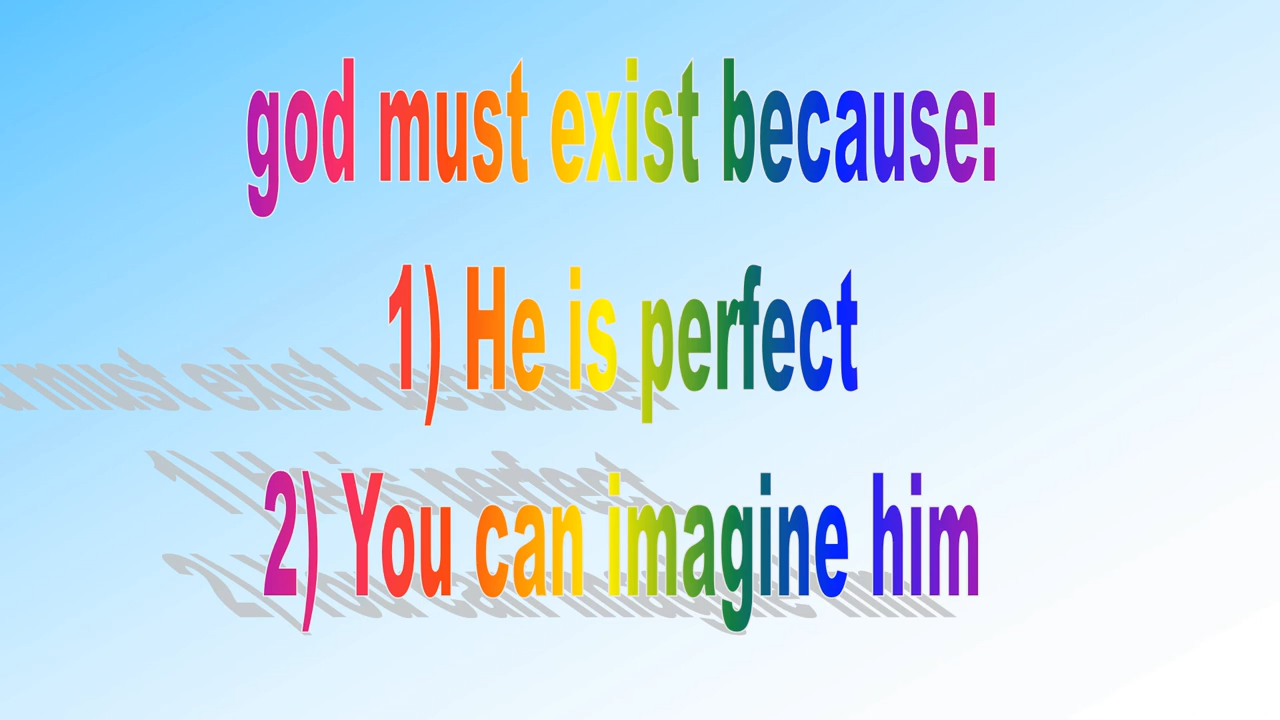 god must exist because:
1) He is perfect
2) You can imagine him